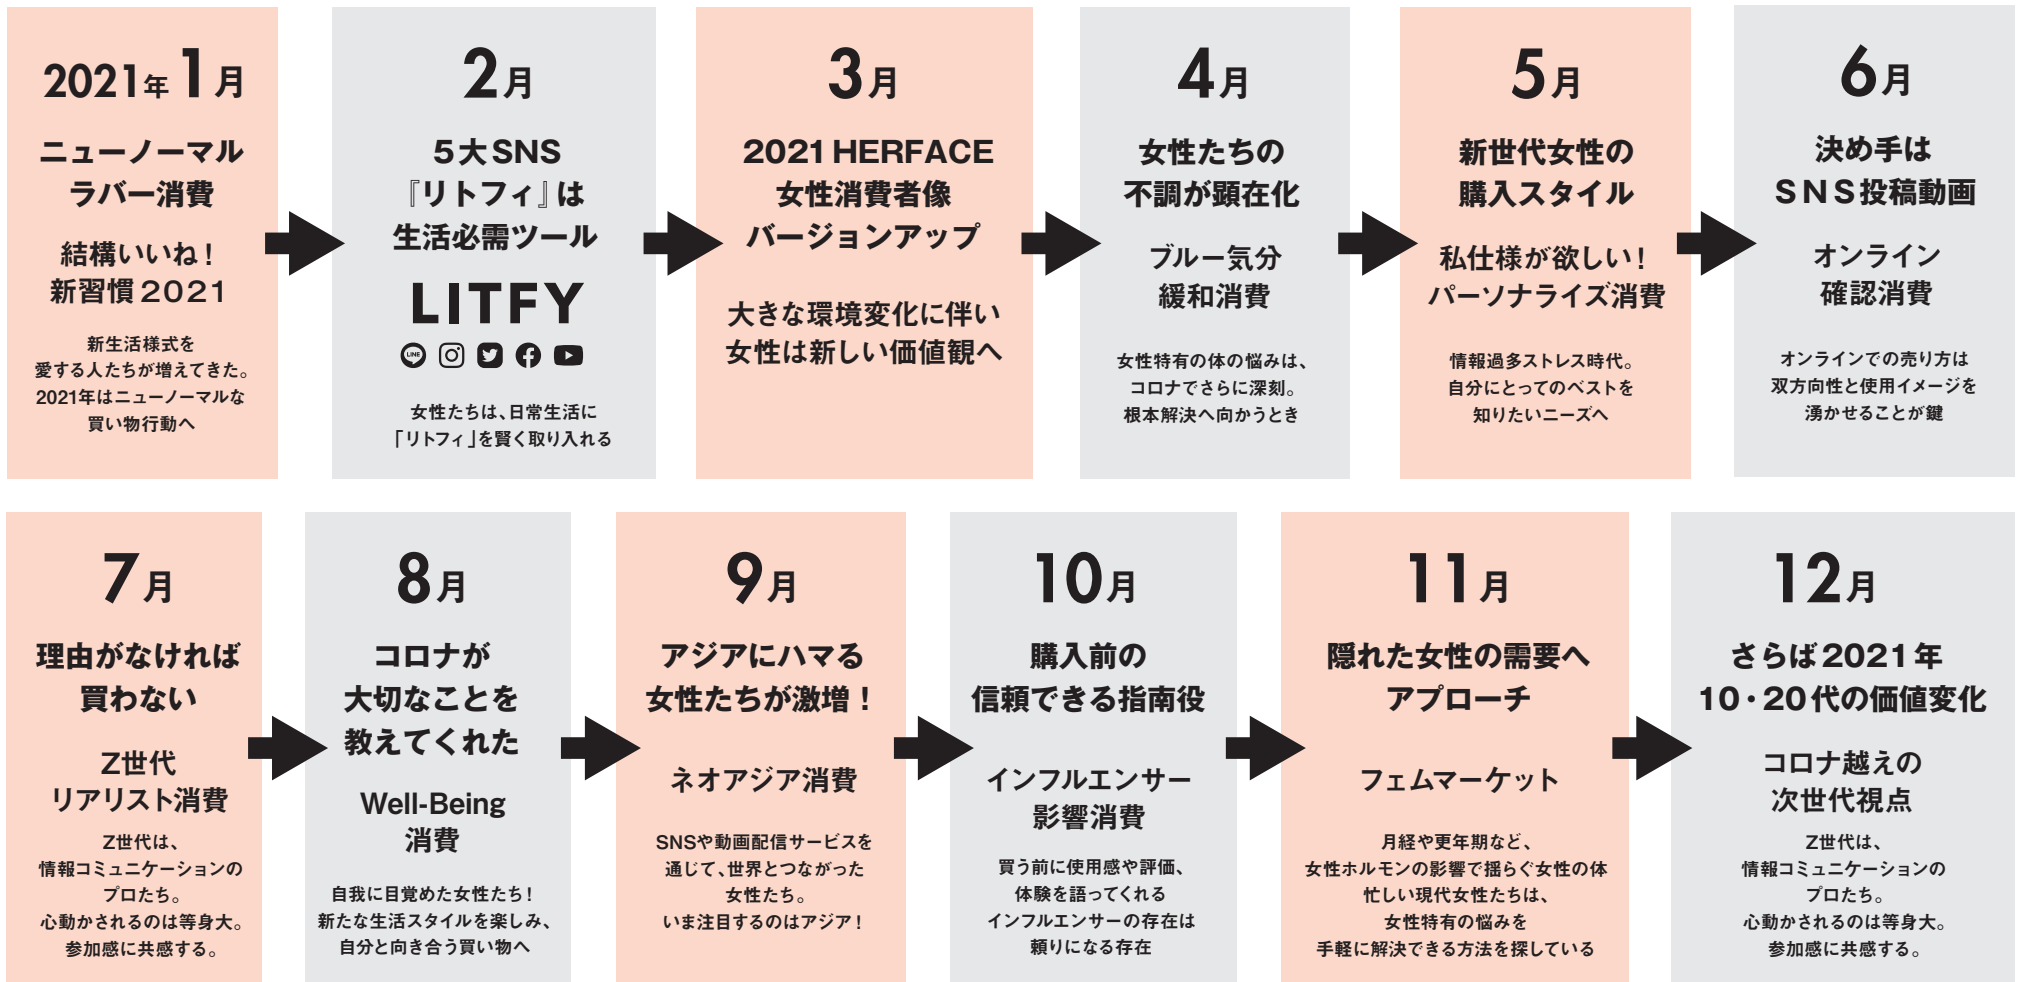 2021年 1月
ニューノーマル
ラバー消費
結構いいね！
新習慣2021
新生活様式を
愛する人たちが増えてきた。
2021年はニューノーマルな
買い物行動へ
2月
5大SNS
『リトフィ』は
生活必需ツール
LITFY
LINE
女性たちは、日常生活に
「リトフィ」を賢く取り入れる
3月
2021 HERFACE
女性消費者像
バージョンアップ
大きな環境変化に伴い
女性は新しい価値観へ
4月
女性たちの
不調が顕在化
ブルー気分
緩和消費
女性特有の体の悩みは、
コロナでさらに深刻。
根本解決へ向かうとき
5月
新世代女性の
購入スタイル
私仕様が欲しい！
パーソナライズ消費
情報過多ストレス時代。
自分にとってのベストを
知りたいニーズへ
6月
決め手は
SNS投稿動画
オンライン
確認消費
オンラインでの売り方は
双方向性と使用イメージを
湧かせることが鍵
7月
理由がなければ
買わない
Z世代
リアリスト消費
Z世代は、
情報コミュニケーションの
プロたち。
心動かされるのは等身大。
参加感に共感する。
8月
コロナが
大切なことを
教えてくれた
Well-Being
消費
自我に目覚めた女性たち！
新たな生活スタイルを楽しみ、
自分と向き合う買い物へ
9月
アジアにハマる
女性たちが激増！
ネオアジア消費
SNSや動画配信サービスを
通じて、世界とつながった
女性たち。
いま注目するのはアジア！
10月
購入前の
信頼できる指南役
インフルエンサー
影響消費
買う前に使用感や評価、
体験を語ってくれる
インフルエンサーの存在は
頼りになる存在
11月
隠れた女性の需要へ
アプローチ
フェムマーケット
月経や更年期など、
女性ホルモンの影響で揺らぐ女性の体
忙しい現代女性たちは、
女性特有の悩みを
手軽に解決できる方法を探している
12月
さらば2021年
10・20代の価値変化
コロナ越えの
次世代視点
Z世代は、
情報コミュニケーションの
プロたち。
心動かされるのは等身大。
参加感に共感する。